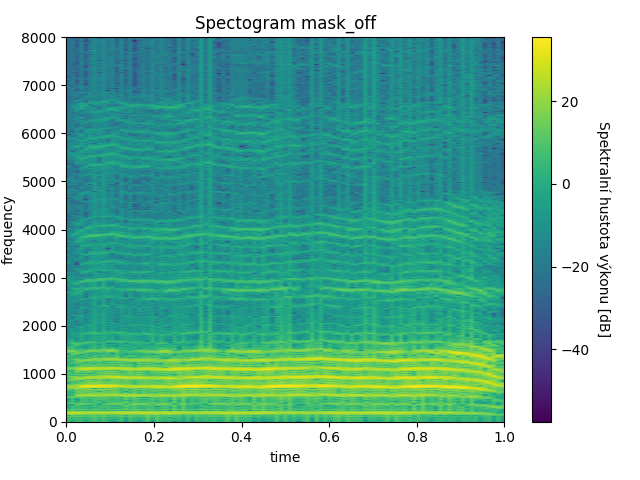 Spectogram mask_off
8000
7000
6000
5000
4000
3000
2000
1000
0
frequency
0.0 0.2 0.4 0.6 0.8 1.0
time
20
0
−20
−40
Spektralní hustota výkonu [dB]